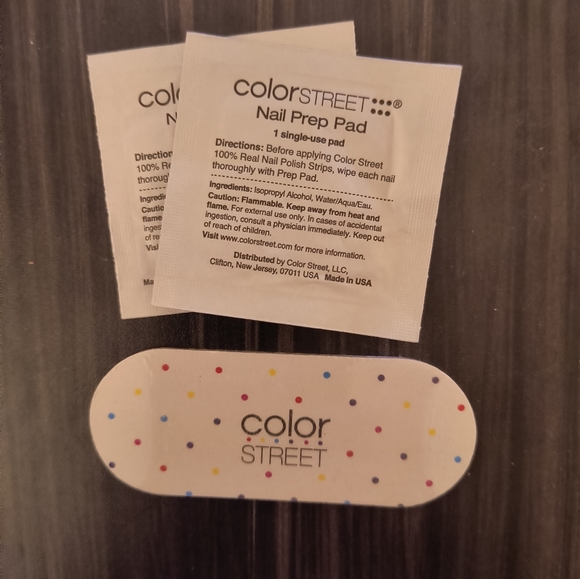 colorSTREET®
Nail Prep Pad
1 single-use pad
Directions: Before applying Color Street
100% Real Nail Polish Strips, wipe each nail
thoroughly with Prep Pad.
Ingredients: Isopropyl Alcohol, Water/Aqua/Eau.
Caution: Flammable. Keep away from heat and
flame. For external use only. In cases of accidental
ingestion, consult a physician immediately. Keep out
of reach of children.
Visit www.colorstreet.com for more information.
Distributed by Color Street, LLC,
Clifton, New Jersey, 07011 USA Made in USA
color
STREET